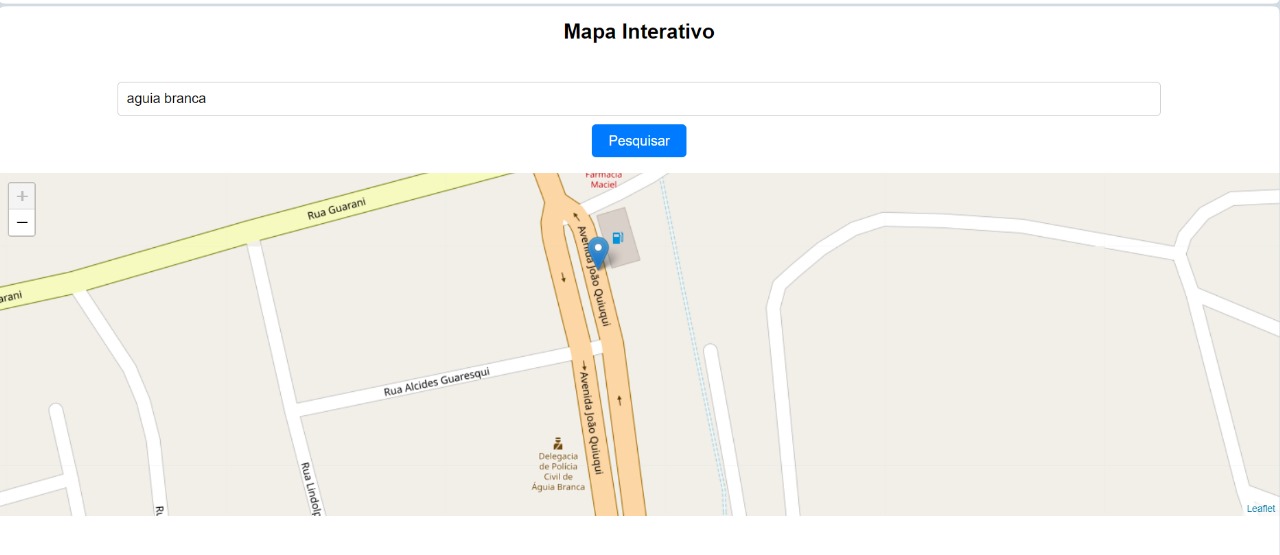 Mapa Interativo
aguia branca
Pesquisar
+
−
Farmácia
Maciel
Rua Guarani
Avenida João Quiuqui
arani
Rua Alcides Guaresqui
Avenida João Quiuqui
Delegacia
de Polícia
Civil de
Águia Branca
Rua Lindolp
Ru
Leaflet